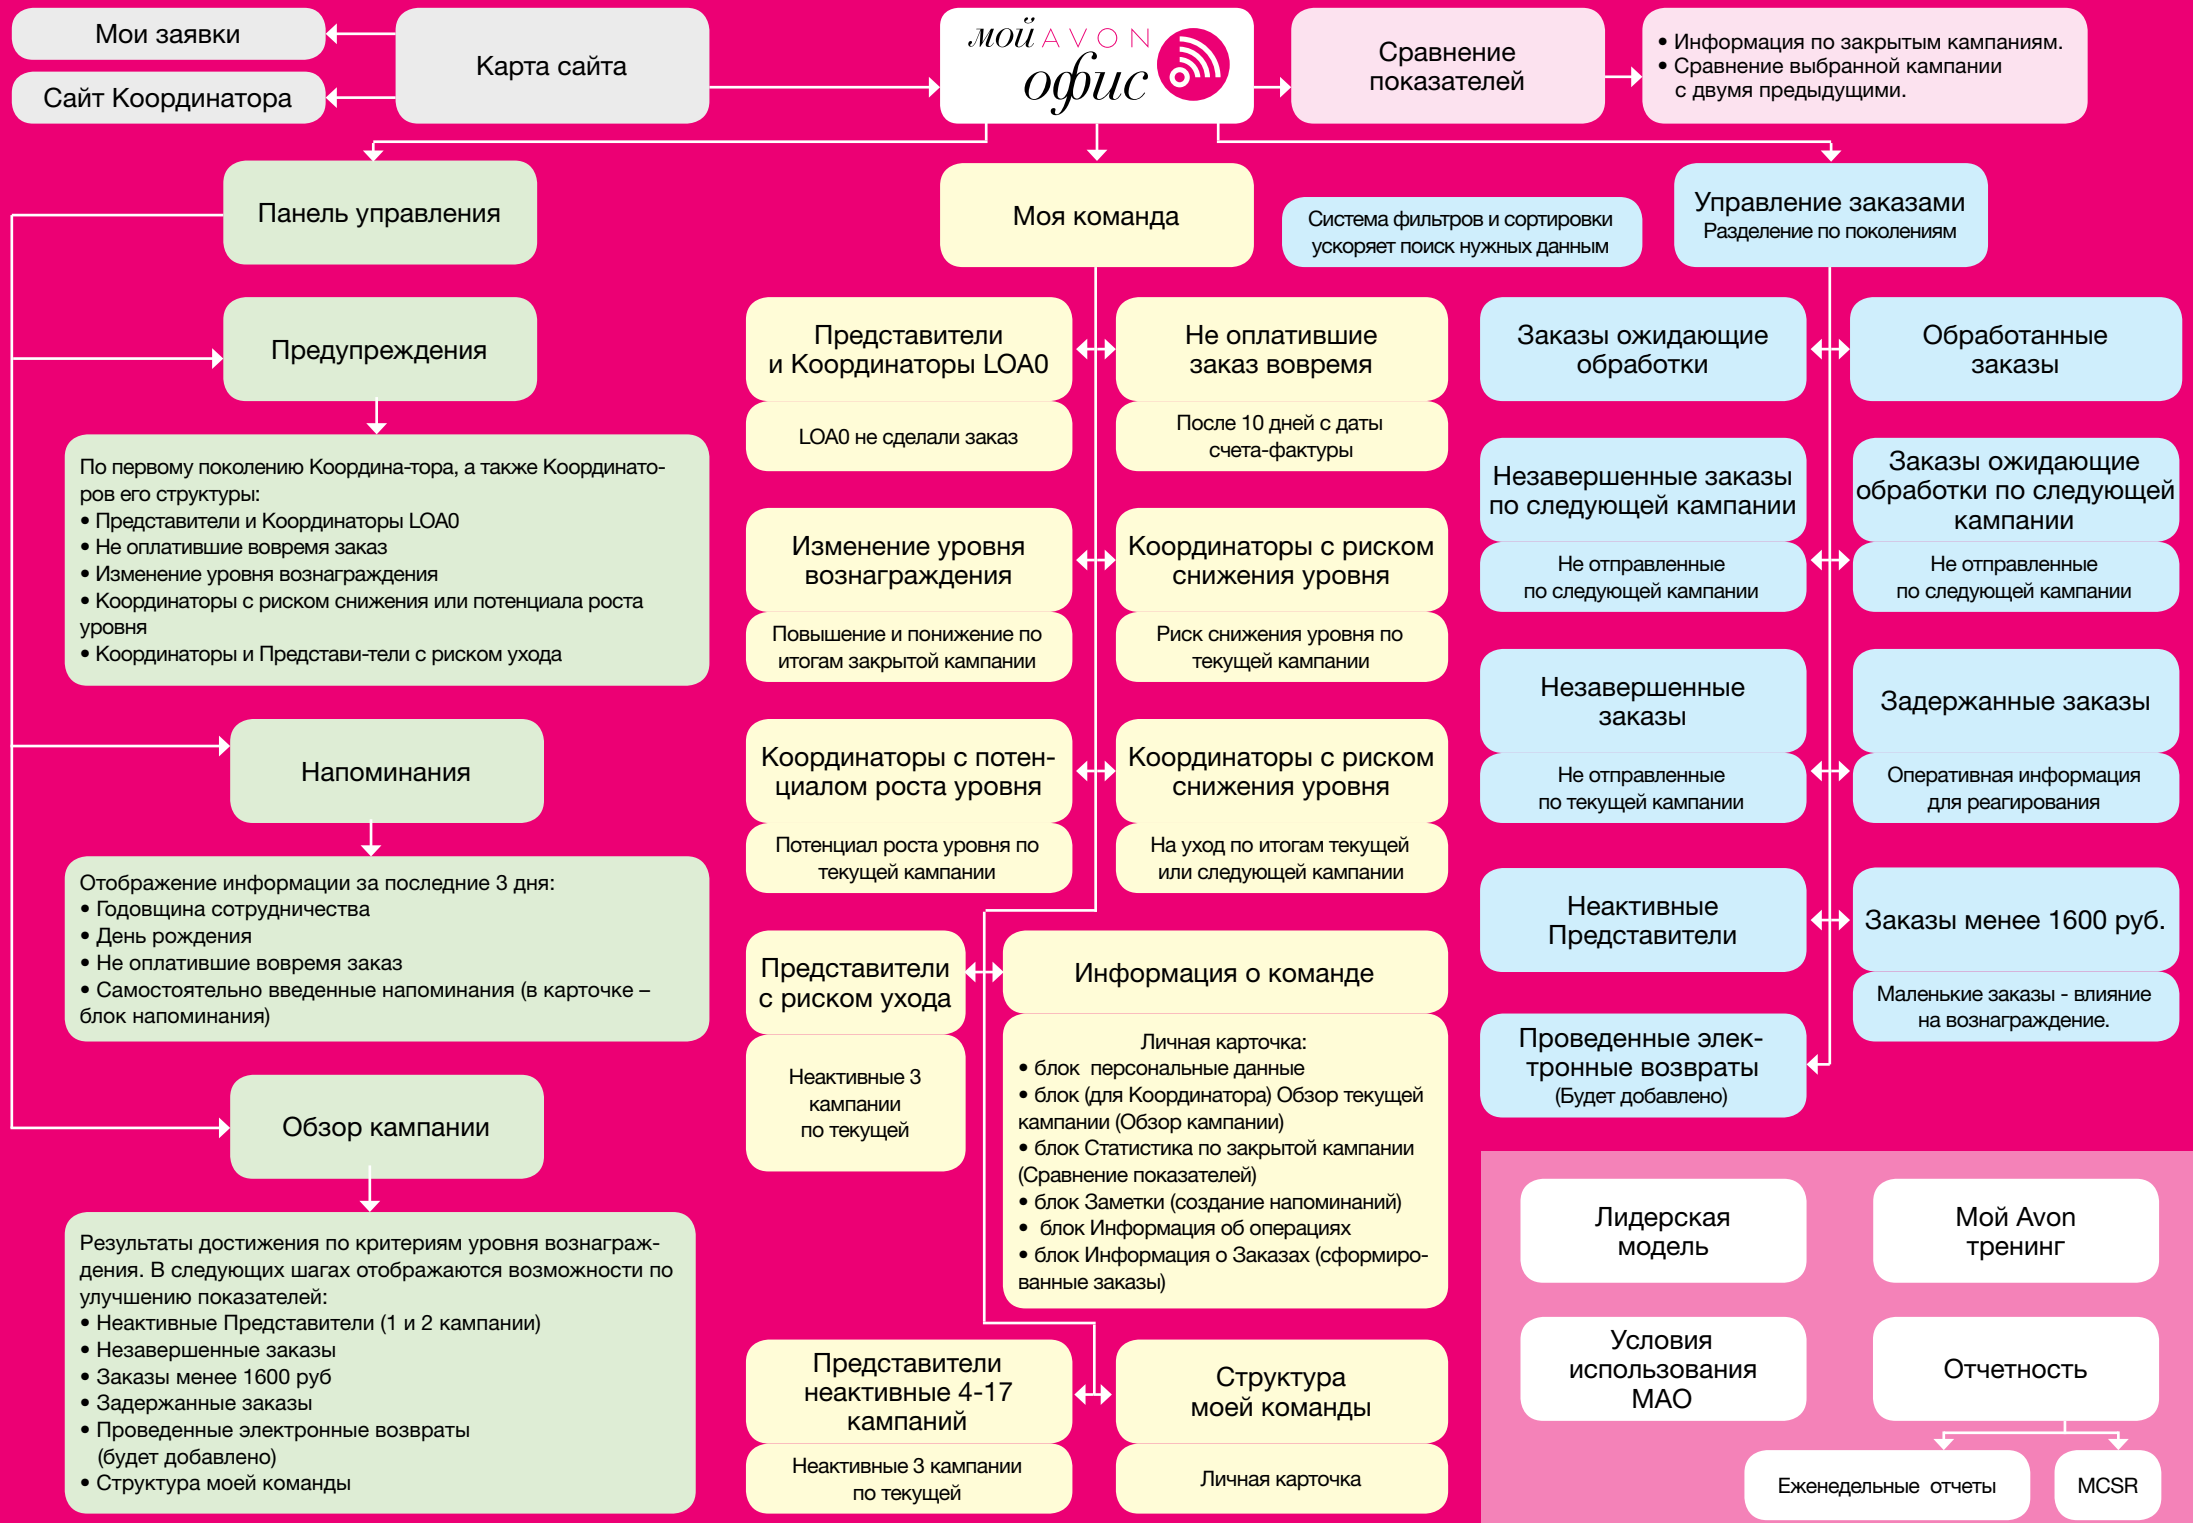 Мои заявки
Сайт Координатора
Карта сайта
мой AVON
офис
Сравнение
показателей
• Информация по закрытым кампаниям.
• Сравнение выбранной кампании
с двумя предыдущими.
Панель управления
Моя команда
Система фильтров и сортировки
ускоряет поиск нужных данным
Управление заказами
Разделение по поколениям
Предупреждения
По первому поколению Координа-тора, а также Координато-
ров его структуры:
• Представители и Координаторы LOA0
• Не оплатившие вовремя заказ
• Изменение уровня вознаграждения
• Координаторы с риском снижения или потенциала роста
уровня
• Координаторы и Представи-тели с риском ухода
Напоминания
Отображение информации за последние 3 дня:
• Годовщина сотрудничества
• День рождения
• Не оплатившие вовремя заказ
• Самостоятельно введенные напоминания (в карточке –
блок напоминания)
Обзор кампании
Результаты достижения по критериям уровня вознаграж-
дения. В следующих шагах отображаются возможности по
улучшению показателей:
• Неактивные Представители (1 и 2 кампании)
• Незавершенные заказы
• Заказы менее 1600 руб
• Задержанные заказы
• Проведенные электронные возвраты
(будет добавлено)
• Структура моей команды
Представители
и Координаторы LOA0
LOA0 не сделали заказ
Не оплатившие
заказ вовремя
После 10 дней с даты
счета-фактуры
Изменение уровня
вознаграждения
Повышение и понижение по
итогам закрытой кампании
Координаторы с риском
снижения уровня
Риск снижения уровня по
текущей кампании
Координаторы с потен-
циалом роста уровня
Потенциал роста уровня по
текущей кампании
Координаторы с риском
снижения уровня
На уход по итогам текущей
или следующей кампании
Представители
с риском ухода
Неактивные 3
кампании
по текущей
Информация о команде
Личная карточка:
• блок персональные данные
• блок (для Координатора) Обзор текущей
кампании (Обзор кампании)
• блок Статистика по закрытой кампании
(Сравнение показателей)
• блок Заметки (создание напоминаний)
• блок Информация об операциях
• блок Информация о Заказах (сформиро-
ванные заказы)
Представители
неактивные 4-17
кампаний
Неактивные 3 кампании
по текущей
Структура
моей команды
Личная карточка
Заказы ожидающие
обработки
Обработанные
заказы
Незавершенные заказы
по следующей кампании
Не отправленные
по следующей кампании
Заказы ожидающие
обработки по следующей
кампании
Не отправленные
по следующей кампании
Незавершенные
заказы
Не отправленные
по текущей кампании
Задержанные заказы
Оперативная информация
для реагирования
Неактивные
Представители
Заказы менее 1600 руб.
Маленькие заказы - влияние
на вознаграждение.
Проведенные элек-
тронные возвраты
(Будет добавлено)
Лидерская
модель
Мой Avon
тренинг
Условия
использования
МАО
Отчетность
Еженедельные отчеты
MCSR